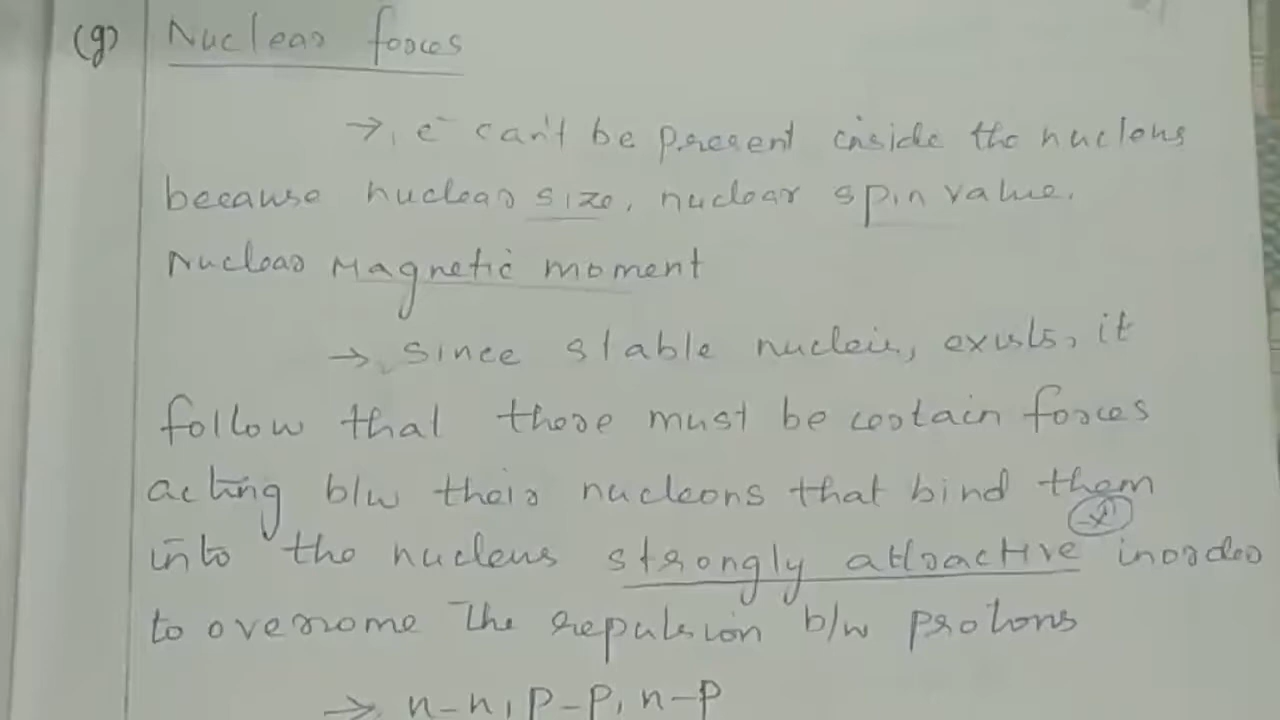 (g) Nuclear forces
→, e⁻ can't be present inside the nucleus
because nuclear size, nuclear spin value.
Nuclear Magnetic moment
→, Since stable nucleii, exists, it
follow that there must be certain forces
acting b/w their nucleons that bind them
into the nucleus strongly attractive inorder
to overcome The repulsion b/w protons
→ n-n, p-p, n-p